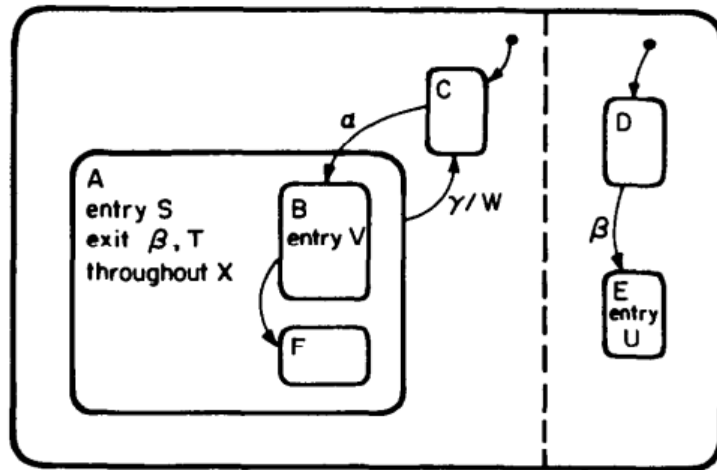 C
D
α
A
entry S
exit β, T
throughout X
B
entry V
γ/W
β
E
entry
U
F